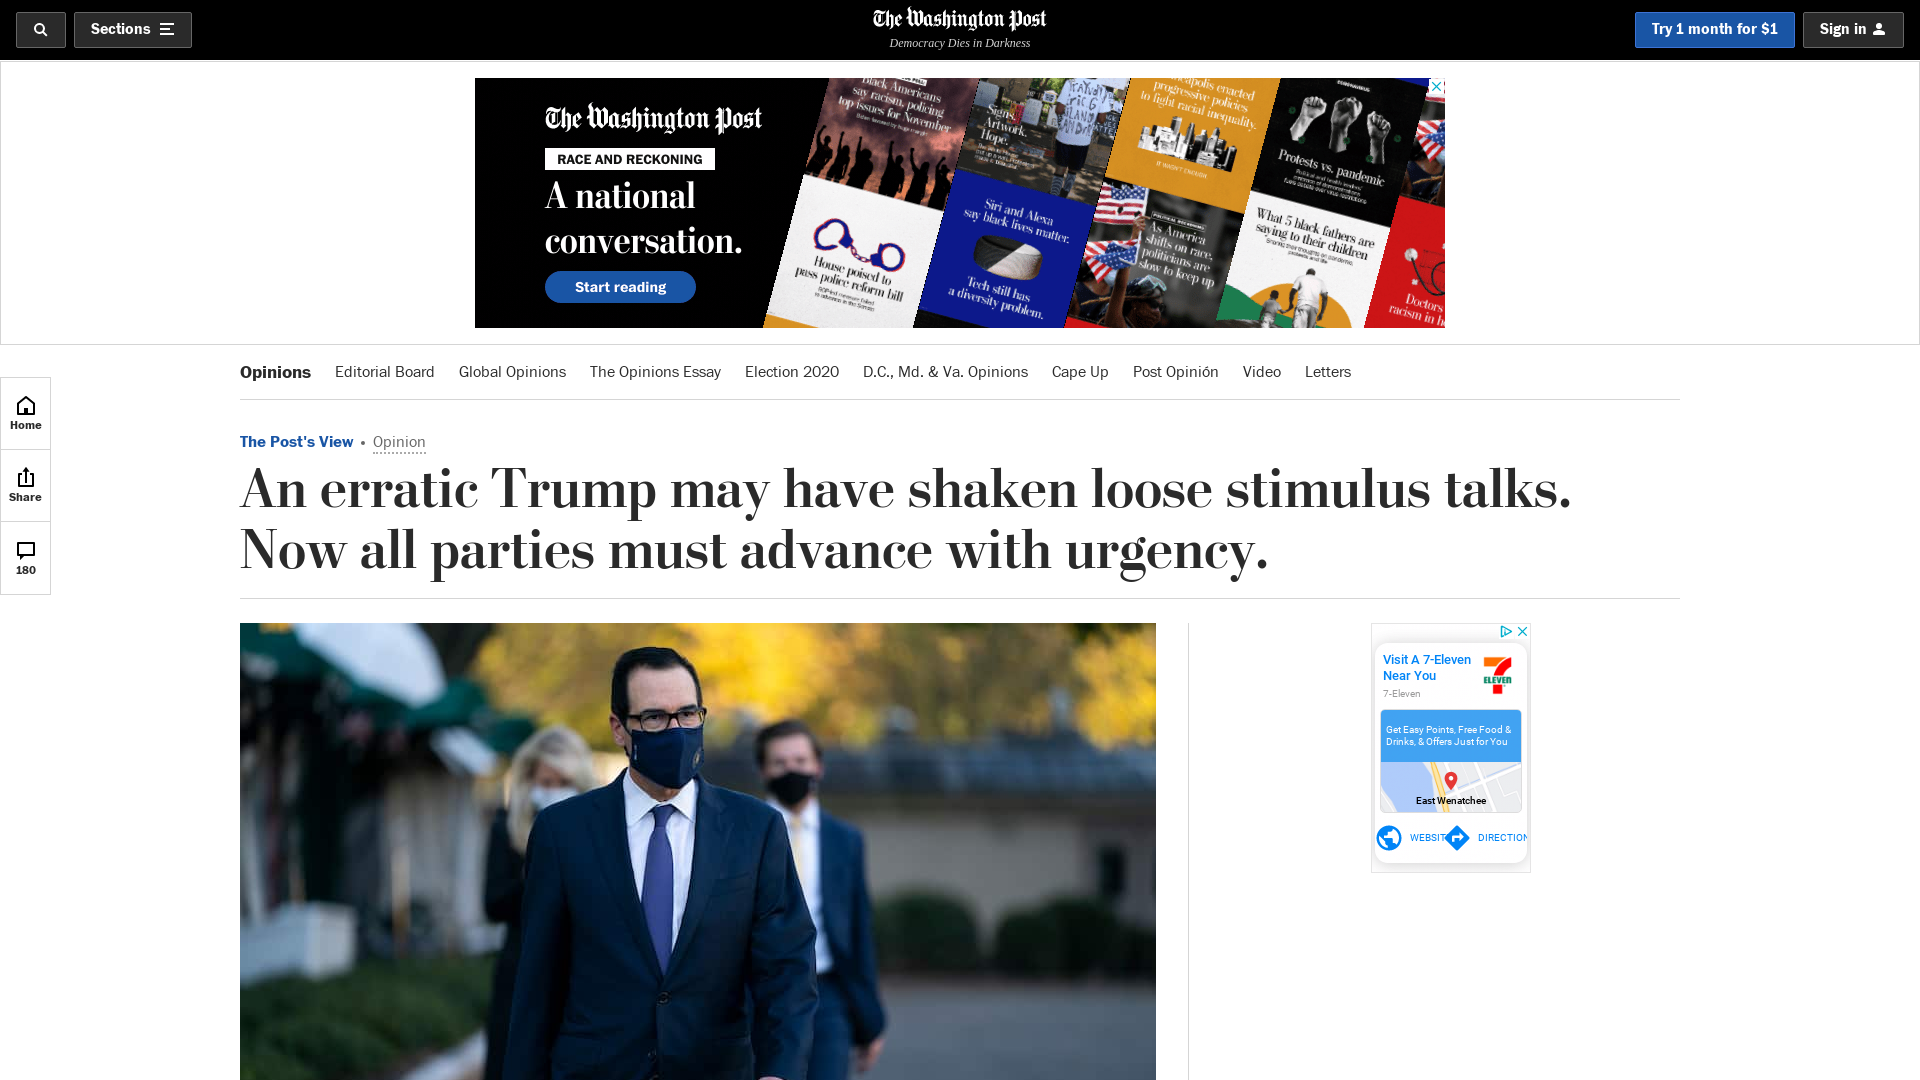 Sections
The Washington Post
Democracy Dies in Darkness
Try 1 month for $1
Sign in
The Washington Post
RACE AND RECKONING
A national
conversation.
Start reading
Black Americans
say racism, policing
top issues for November
Signs.
Artwork.
Hope.
progressive policies
to fight racial inequality.
IT WASN'T ENOUGH.
CORONAVIRUS
Protests vs. pandemic
House poised to
pass police reform bill
Siri and Alexa
say black lives matter.
Tech still has
a diversity problem.
As America
shifts on race,
politicians are
slow to keep up
What 5 black fathers are
saying to their children
Doctors
racism in
Opinions
Editorial Board
Global Opinions
The Opinions Essay
Election 2020
D.C., Md. & Va. Opinions
Cape Up
Post Opinión
Video
Letters
Home
Share
180
The Post's View • Opinion
An erratic Trump may have shaken loose stimulus talks.
Now all parties must advance with urgency.
Visit A 7-Eleven
Near You
7-Eleven
7
ELEVEN
Get Easy Points, Free Food &
Drinks, & Offers Just for You
East Wenatchee
WEBSIT
DIRECTION